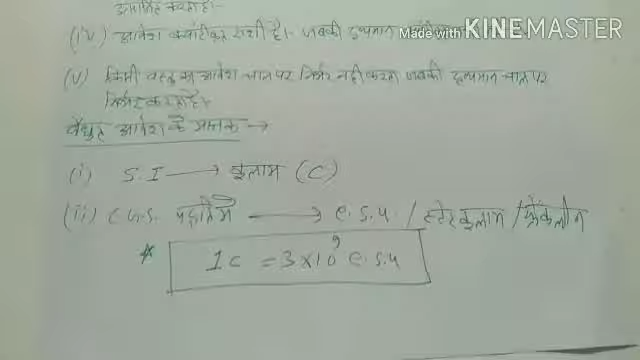 (iv) आवेश क्वांटीकृत राशी है।- जबकी द्रव्यमान
Made with KINEMASTER
(v) किसी वस्तु का आवेश चाल पर निर्भर नही करता जबकी द्रव्यमान चाल पर
निर्भर करता है।
वैधुत आवेश के मात्रक →
(i) S.I → कूलाम (C)
(ii) C.G.S. पद्धति में → e.s.u. / स्टेट कूलाम / फ्रेंकलीन
* 1C = 3×10⁹ e.s.u